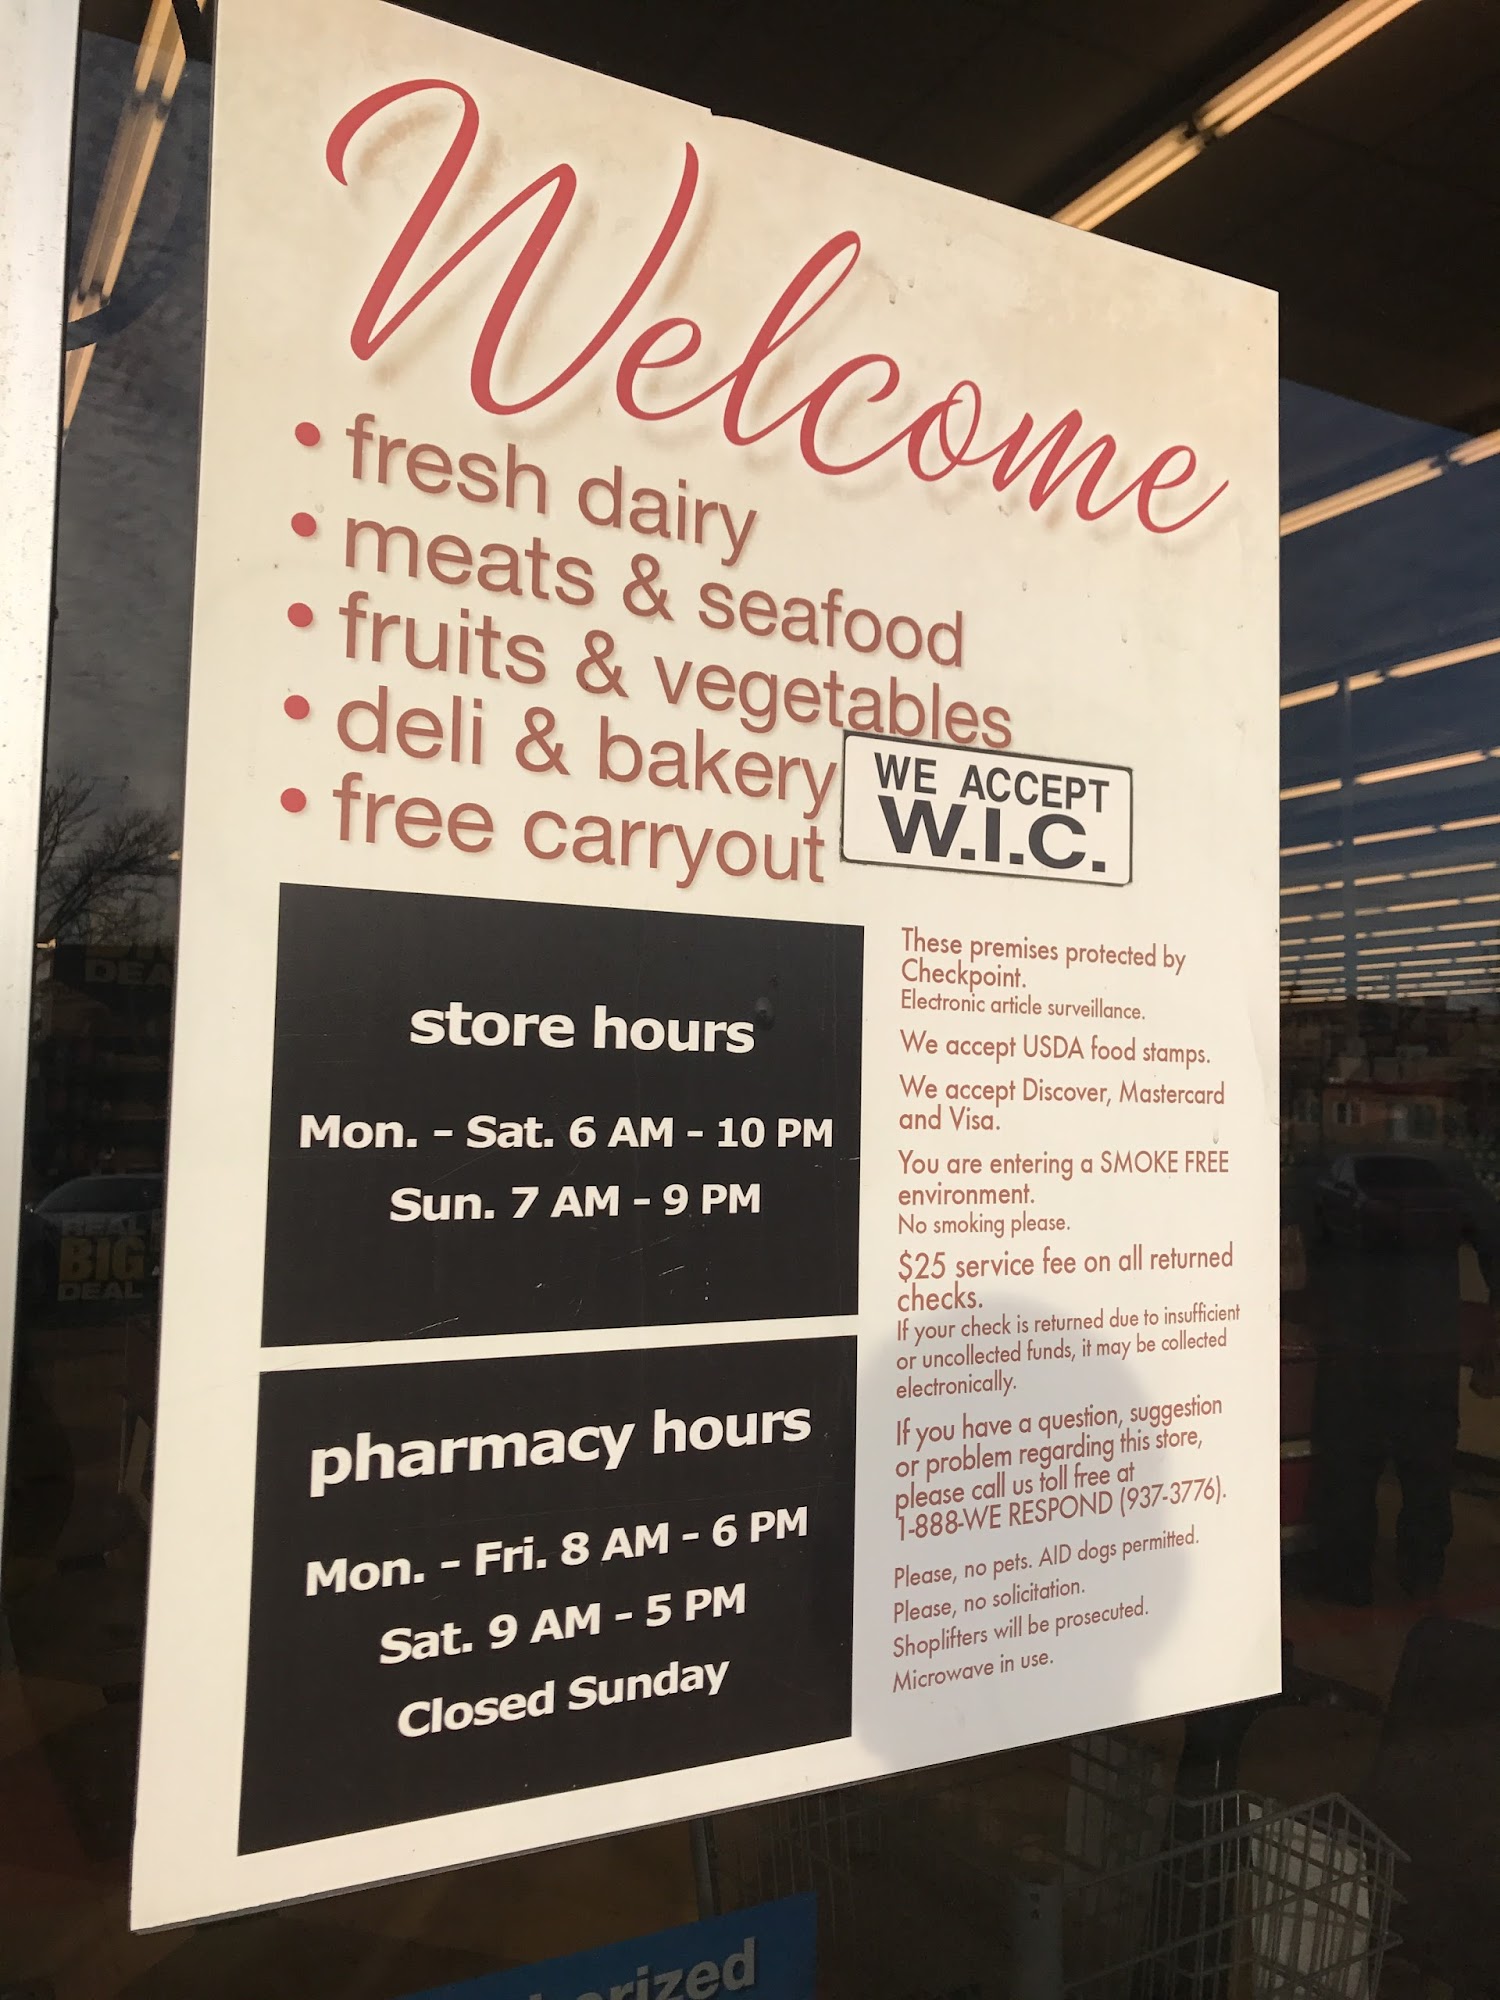 Welcome
• fresh dairy
• meats & seafood
• fruits & vegetables
• deli & bakery
• free carryout
WE ACCEPT
W.I.C.
store hours
Mon. - Sat. 6 AM - 10 PM
Sun. 7 AM - 9 PM
pharmacy hours
Mon. - Fri. 8 AM - 6 PM
Sat. 9 AM - 5 PM
Closed Sunday
These premises protected by
Checkpoint.
Electronic article surveillance.
We accept USDA food stamps.
We accept Discover, Mastercard
and Visa.
You are entering a SMOKE FREE
environment.
No smoking please.
$25 service fee on all returned
checks.
If your check is returned due to insufficient
or uncollected funds, it may be collected
electronically.
If you have a question, suggestion
or problem regarding this store,
please call us toll free at
1-888-WE RESPOND (937-3776).
Please, no pets. AID dogs permitted.
Please, no solicitation.
Shoplifters will be prosecuted.
Microwave in use.
REAL
BIG
DEAL